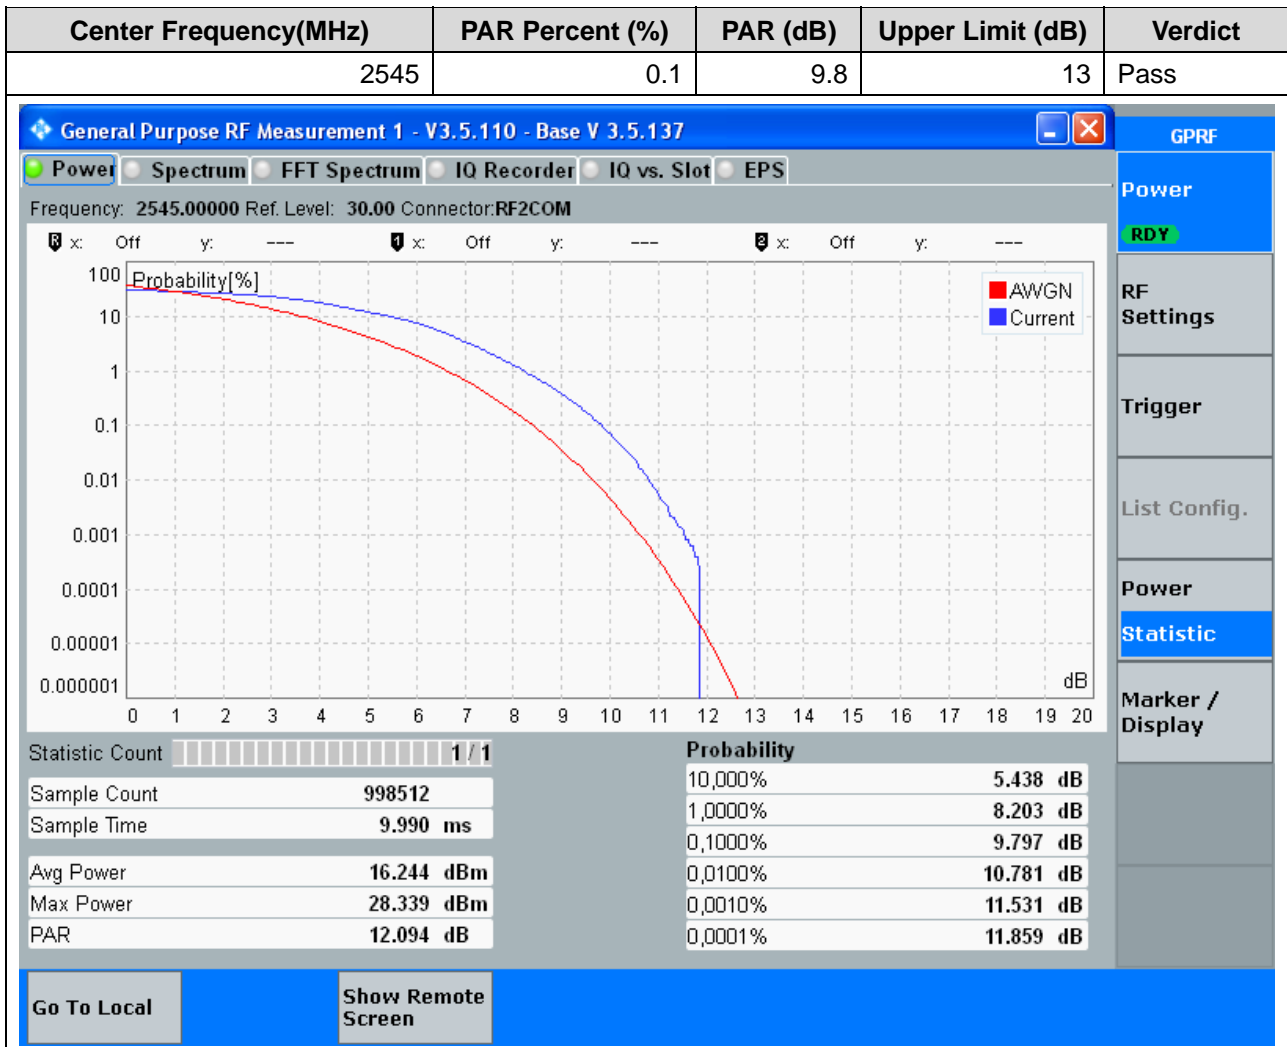 Center Frequency(MHz) PAR Percent (%) PAR (dB) Upper Limit (dB) Verdict
2545 0.1 9.8 13 Pass
General Purpose RF Measurement 1 - V3.5.110 - Base V 3.5.137
GPRF
Power Spectrum FFT Spectrum IQ Recorder IQ vs. Slot EPS
Power
RDY
Frequency: 2545.00000 Ref. Level: 30.00 Connector:RF2COM
R x: Off y: --- 1 x: Off y: --- 2 x: Off y: ---
Probability[%]
AWGN
Current
100
10
1
0.1
0.01
0.001
0.0001
0.00001
0.000001
dB
0 1 2 3 4 5 6 7 8 9 10 11 12 13 14 15 16 17 18 19 20
RF
Settings
Trigger
List Config.
Power
Statistic
Marker /
Display
Statistic Count 1 / 1
Sample Count 998512
Sample Time 9.990 ms
Avg Power 16.244 dBm
Max Power 28.339 dBm
PAR 12.094 dB
Probability
10,000% 5.438 dB
1,0000% 8.203 dB
0,1000% 9.797 dB
0,0100% 10.781 dB
0,0010% 11.531 dB
0,0001% 11.859 dB
Go To Local
Show Remote
Screen